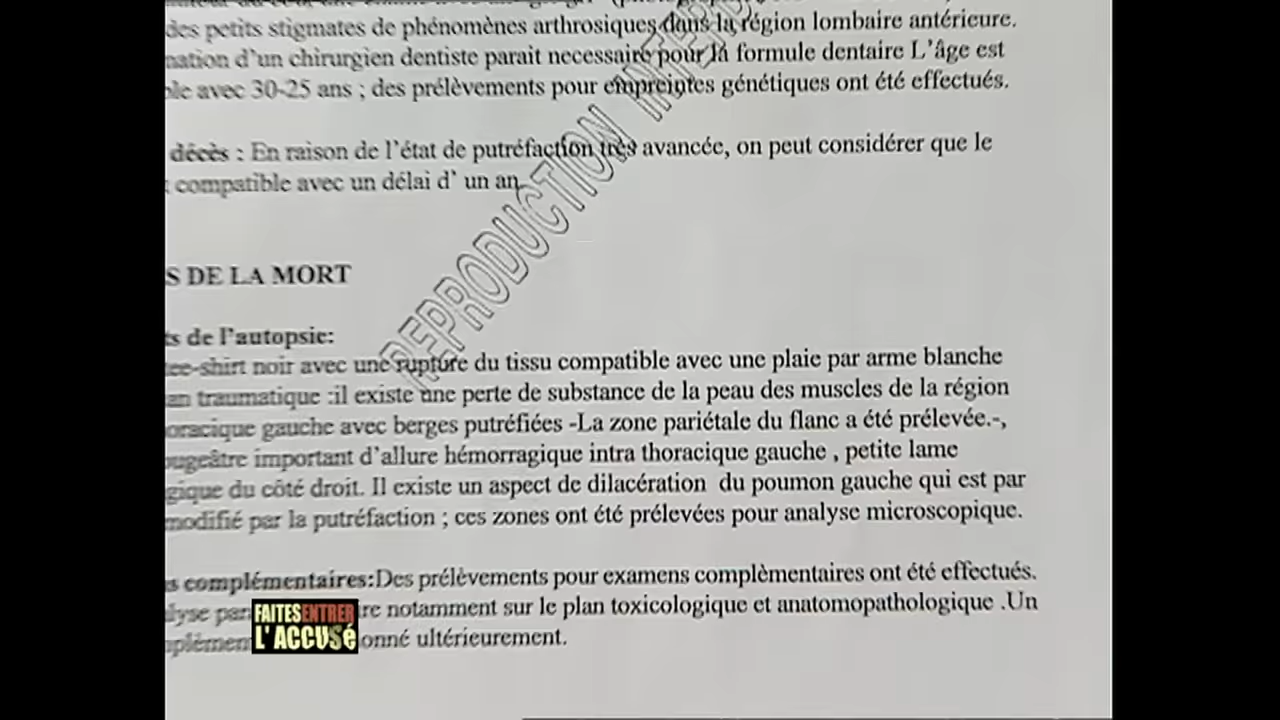 des petits stigmates de phénomènes arthrosiques dans la région lombaire antérieure.
nation d'un chirurgien dentiste parait necessaire pour la formule dentaire L'âge est
ble avec 30-25 ans ; des prélèvements pour empreintes génétiques ont été effectués.
décès : En raison de l'état de putréfaction très avancée, on peut considérer que le
compatible avec un délai d' un an.
S DE LA MORT
ts de l'autopsie:
tee-shirt noir avec une rupture du tissu compatible avec une plaie par arme blanche
an traumatique :il existe une perte de substance de la peau des muscles de la région
oracique gauche avec berges putréfiées -La zone pariétale du flanc a été prélevée.-,
ougeâtre important d'allure hémorragique intra thoracique gauche , petite lame
gique du côté droit. Il existe un aspect de dilacération du poumon gauche qui est par
modifié par la putréfaction ; ces zones ont été prélevées pour analyse microscopique.
s complémentaires:Des prélèvements pour examens complèmentaires ont été effectués.
lyse par re notamment sur le plan toxicologique et anatomopathologique .Un
plémen onné ultérieurement.
REPRODUCTION INTER
FAITES ENTRER
L'ACCUSé